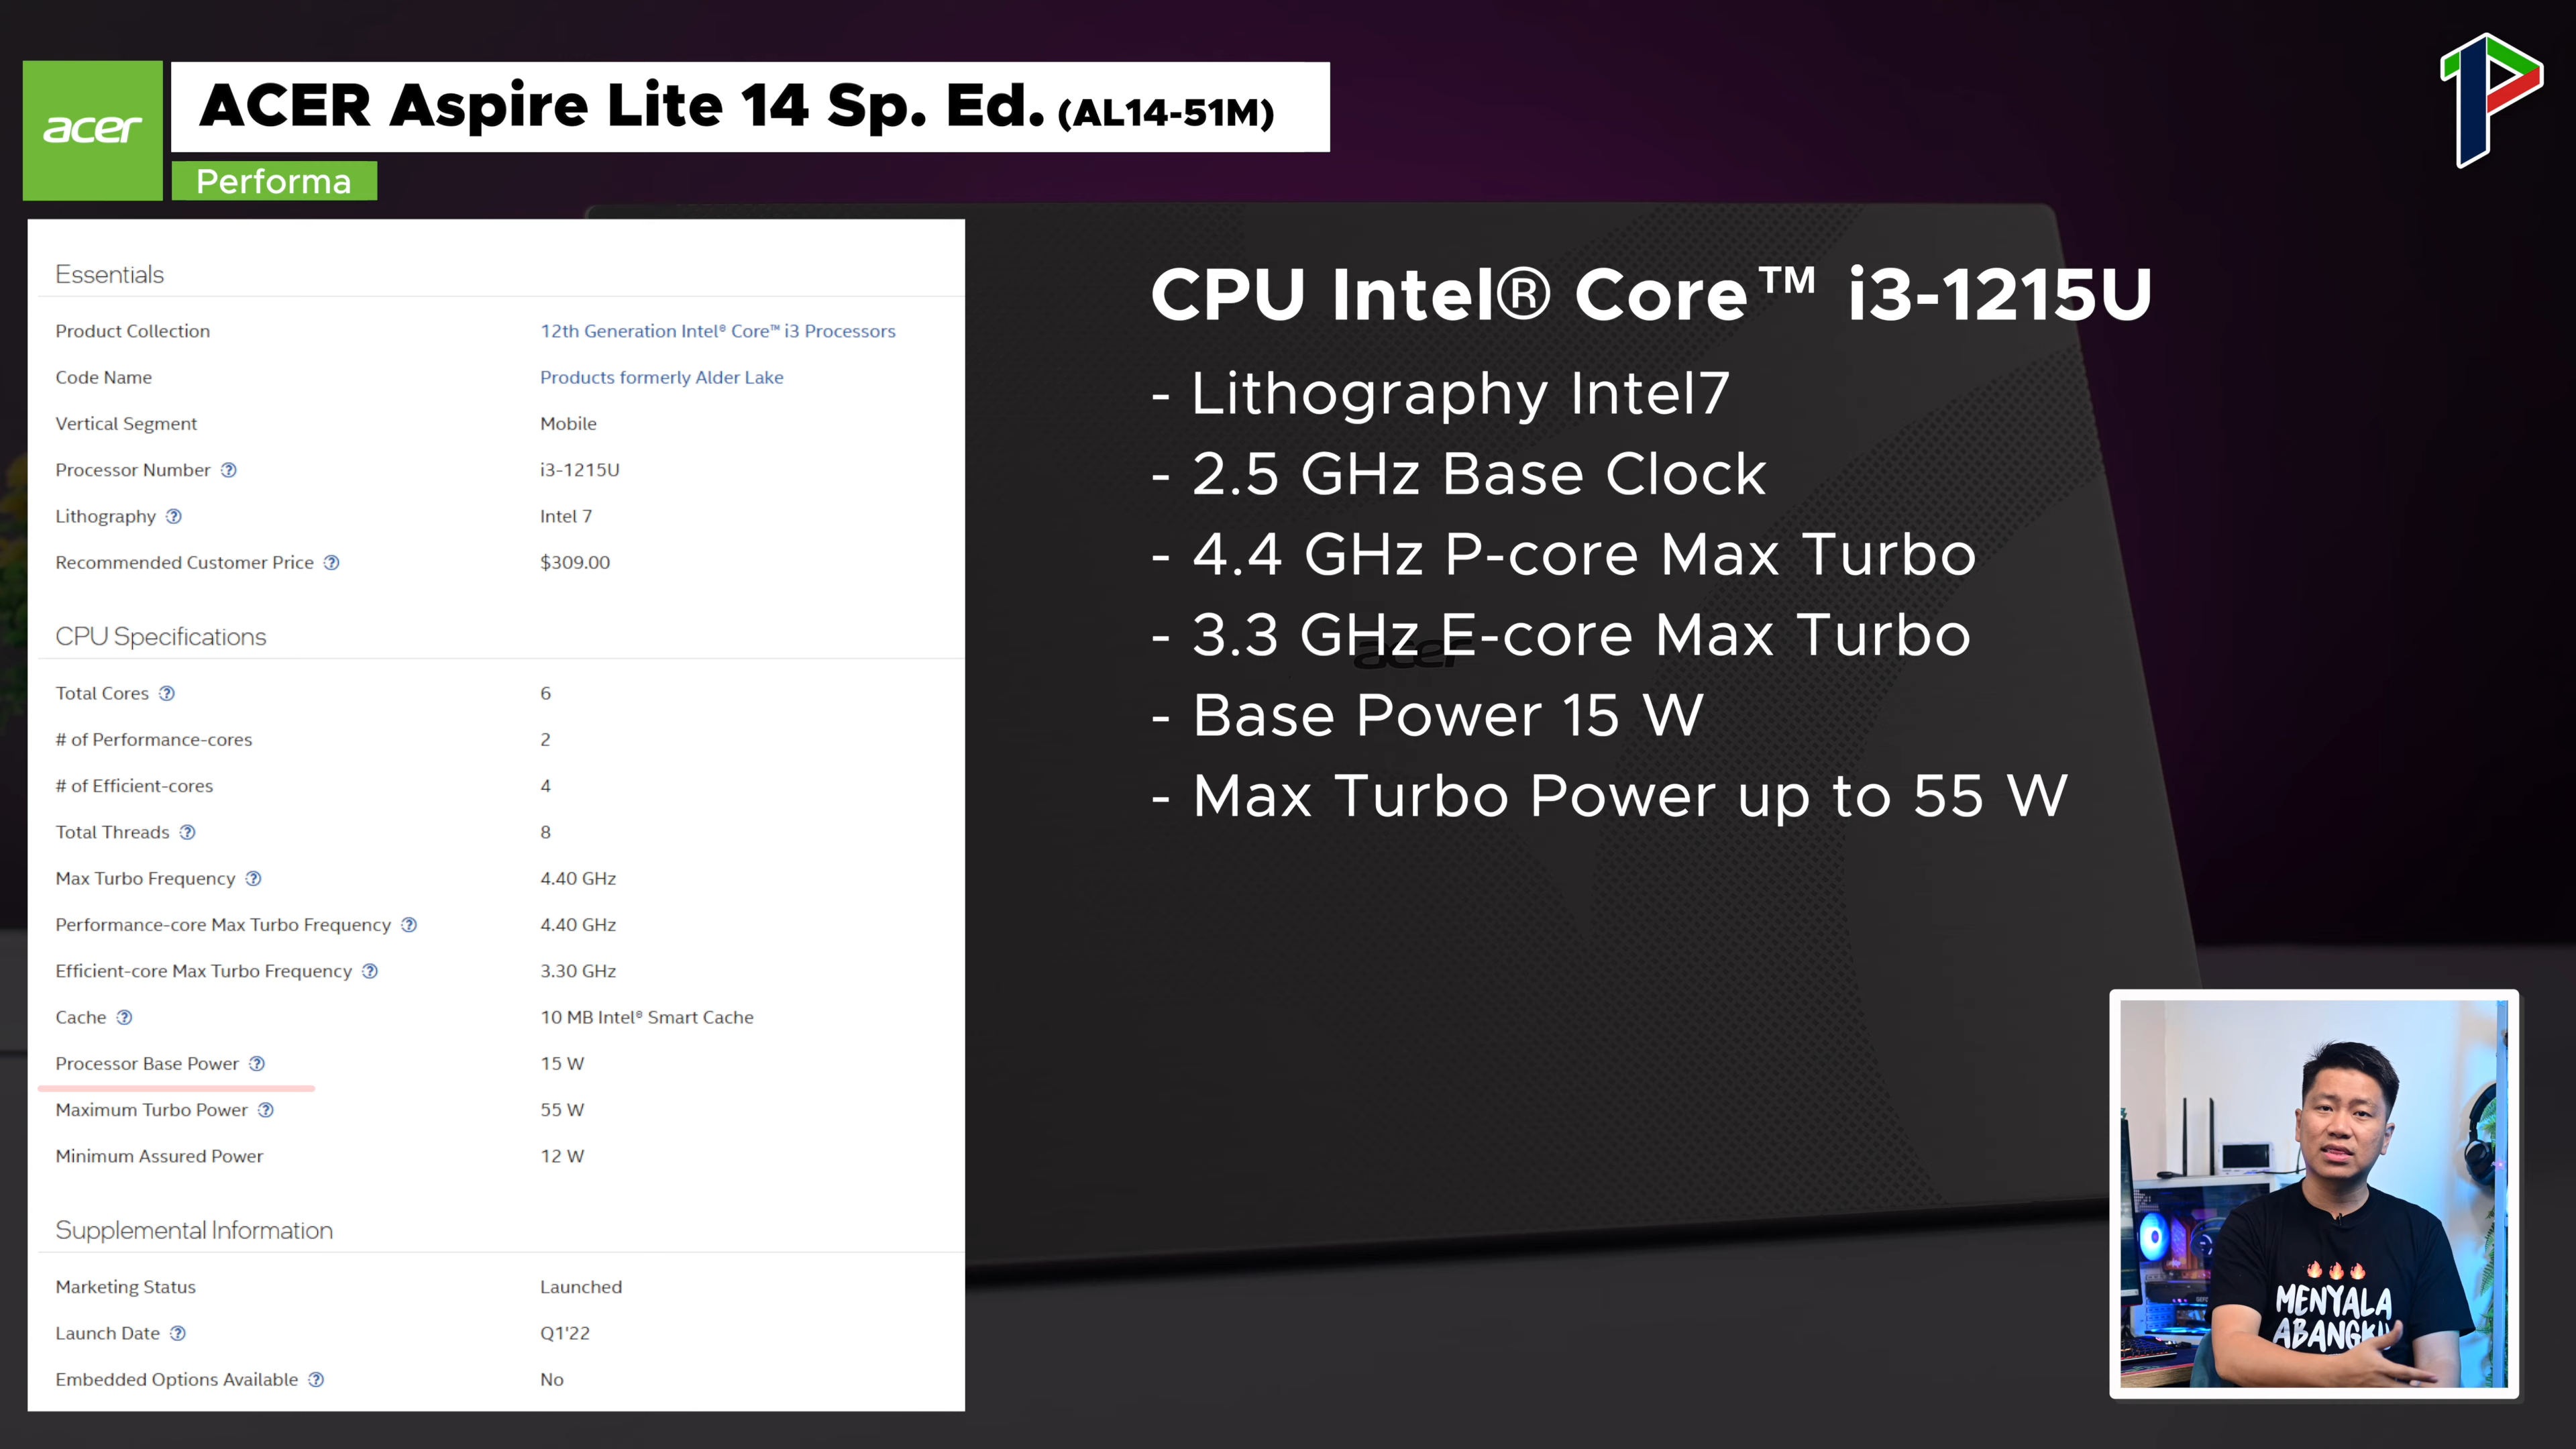 acer
ACER Aspire Lite 14 Sp. Ed. (AL14-51M)
Performa
Essentials
Product Collection 12th Generation Intel® Core™ i3 Processors
Code Name Products formerly Alder Lake
Vertical Segment Mobile
Processor Number i3-1215U
Lithography Intel 7
Recommended Customer Price $309.00
CPU Specifications
Total Cores 6
# of Performance-cores 2
# of Efficient-cores 4
Total Threads 8
Max Turbo Frequency 4.40 GHz
Performance-core Max Turbo Frequency 4.40 GHz
Efficient-core Max Turbo Frequency 3.30 GHz
Cache 10 MB Intel® Smart Cache
Processor Base Power 15 W
Maximum Turbo Power 55 W
Minimum Assured Power 12 W
Supplemental Information
Marketing Status Launched
Launch Date Q1'22
Embedded Options Available No
CPU Intel® Core™ i3-1215U
- Lithography Intel7
- 2.5 GHz Base Clock
- 4.4 GHz P-core Max Turbo
- 3.3 GHz E-core Max Turbo
- Base Power 15 W
- Max Turbo Power up to 55 W
acer
MENYALA
ABANGKU